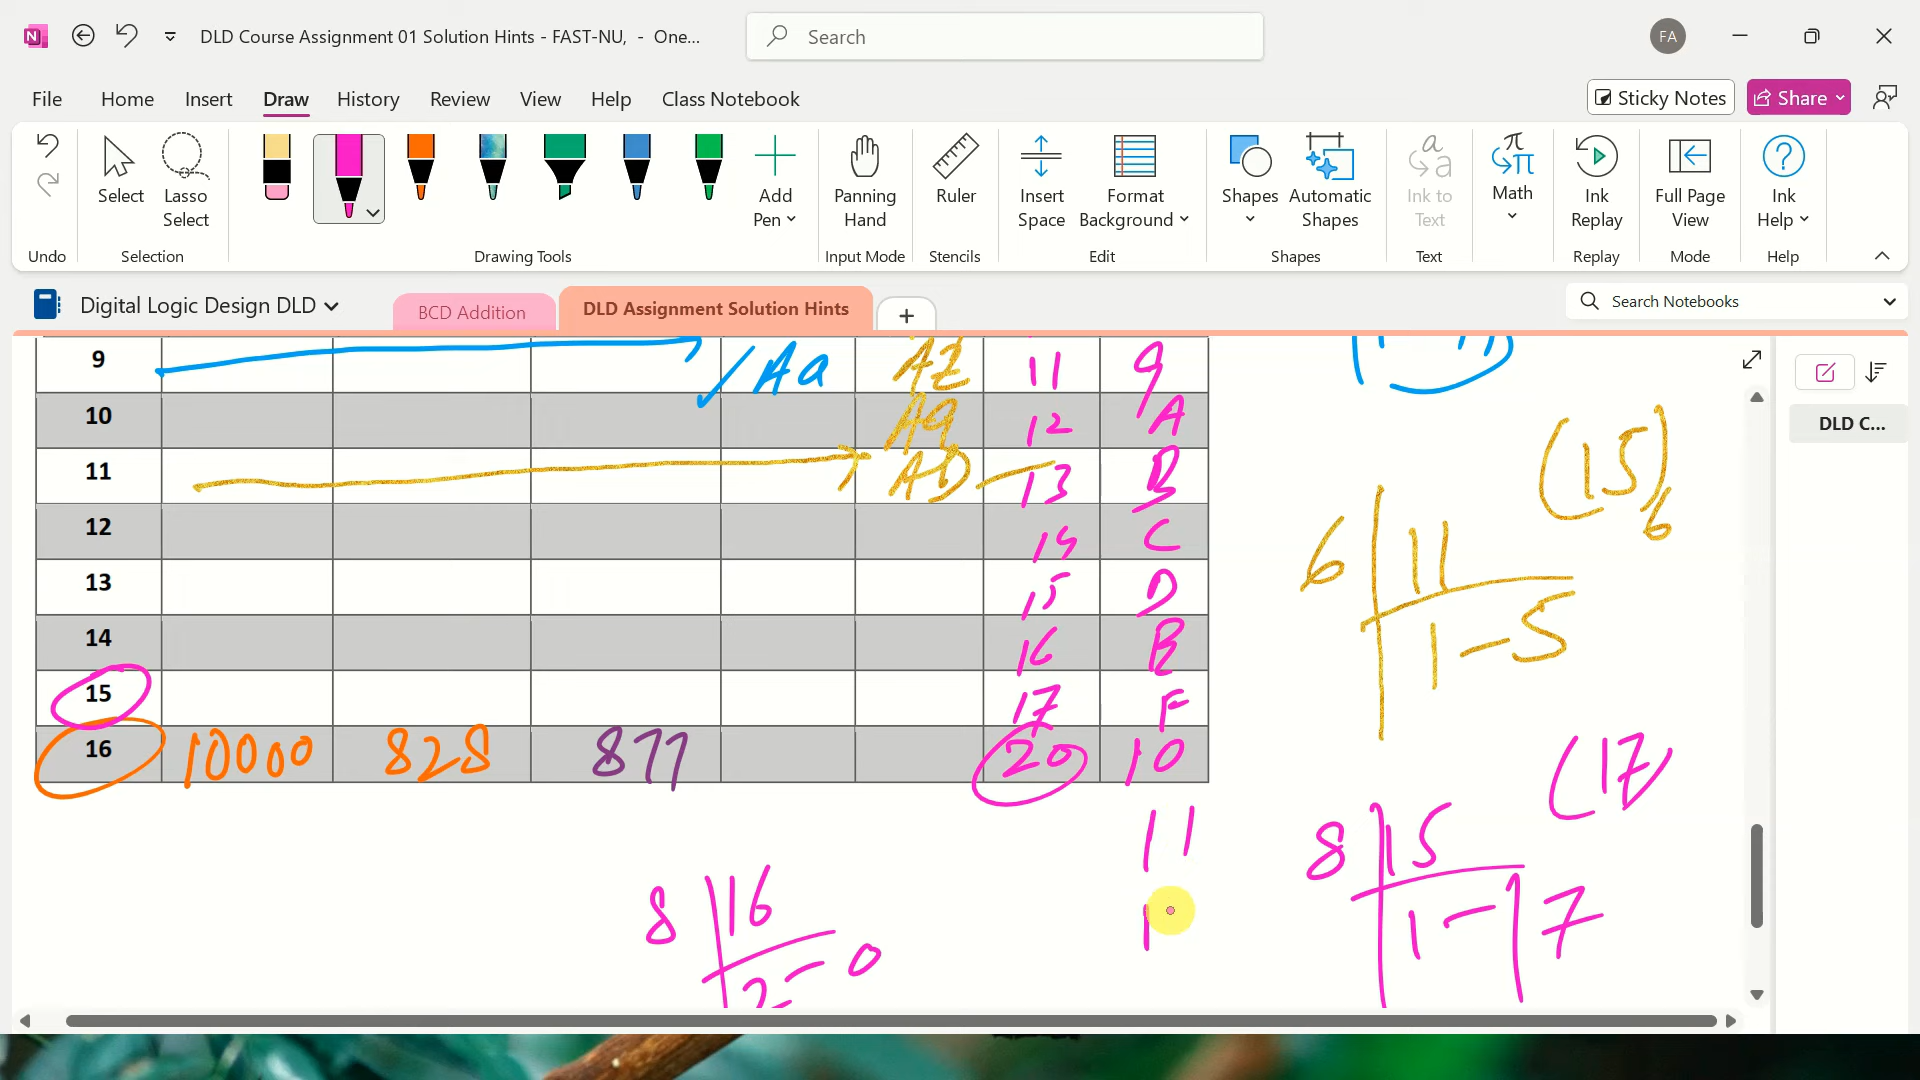 DLD Course Assignment 01 Solution Hints - FAST-NU, - One...
Search
FA
File Home Insert Draw History Review View Help Class Notebook
Sticky Notes
Share
Select
Lasso Select
Add Pen
Panning Hand
Ruler
Insert Space
Format Background
Shapes
Automatic Shapes
Ink to Text
Math
Ink Replay
Full Page View
Ink Help
Undo Selection Drawing Tools Input Mode Stencils Edit Shapes Text Replay Mode Help
Digital Logic Design DLD
BCD Addition
DLD Assignment Solution Hints
+
Search Notebooks
DLD C...
9 Aa AZ 11 9
10 Aq 12 A
11 AD 13 B
12 14 C
13 15 D
14 16 E
15 17 F
16 10000 828 877 20 10
11
1
(15)6
6 11
1-5
(17
8 15
1-7
8 16
2-0